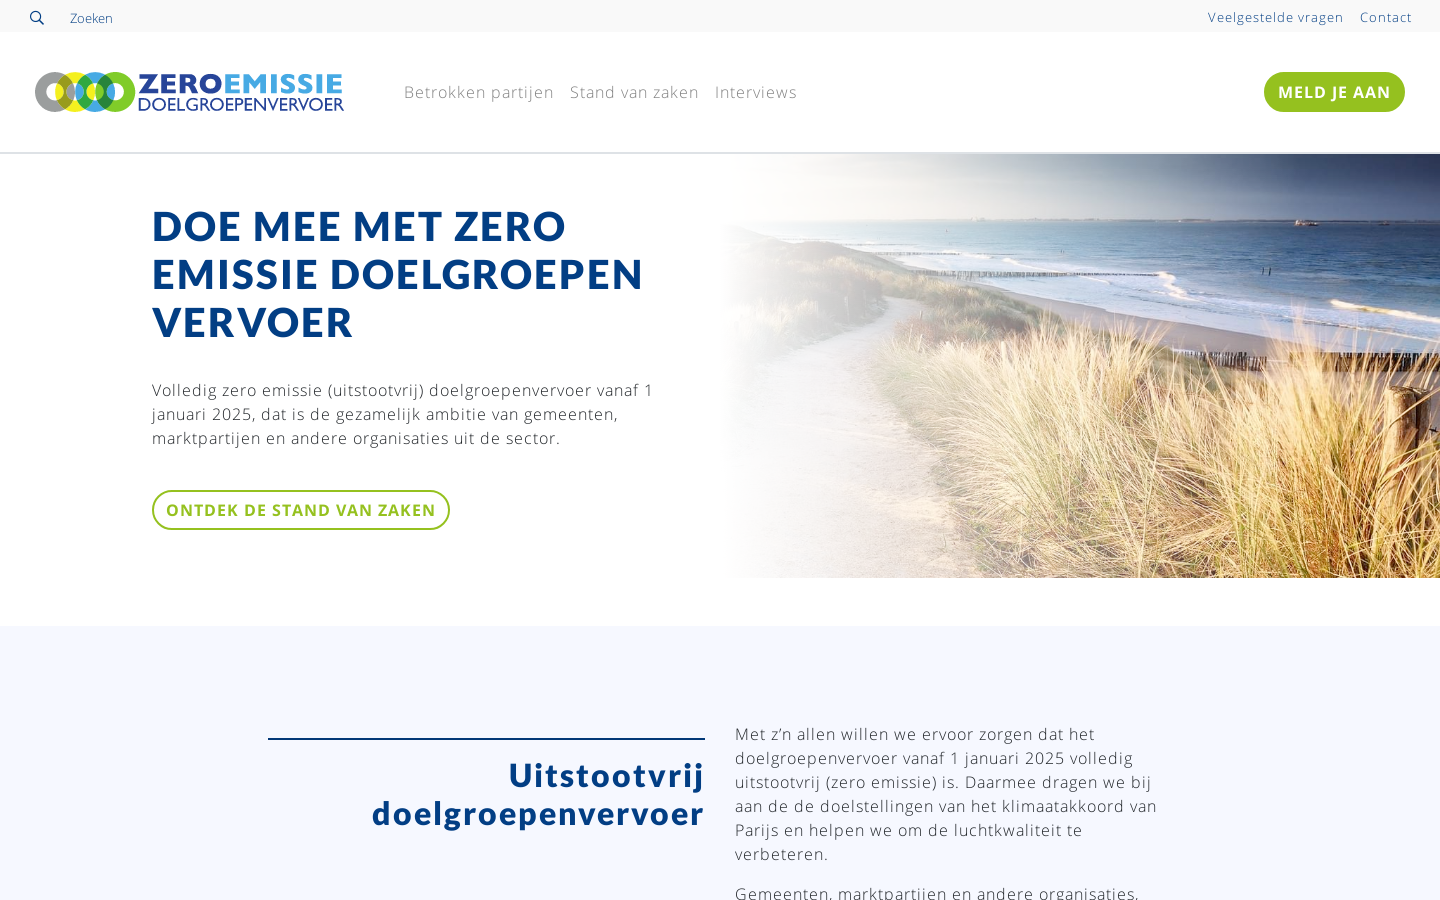 Zoeken
Veelgestelde vragen
Contact
ZEROEMISSIE
DOELGROEPENVERVOER
Betrokken partijen
Stand van zaken
Interviews
MELD JE AAN
DOE MEE MET ZERO
EMISSIE DOELGROEPEN
VERVOER
Volledig zero emissie (uitstootvrij) doelgroepenvervoer vanaf 1
januari 2025, dat is de gezamelijk ambitie van gemeenten,
marktpartijen en andere organisaties uit de sector.
ONTDEK DE STAND VAN ZAKEN
Uitstootvrij
doelgroepenvervoer
Met z’n allen willen we ervoor zorgen dat het
doelgroepenvervoer vanaf 1 januari 2025 volledig
uitstootvrij (zero emissie) is. Daarmee dragen we bij
aan de de doelstellingen van het klimaatakkoord van
Parijs en helpen we om de luchtkwaliteit te
verbeteren.
Gemeenten, marktpartijen en andere organisaties,